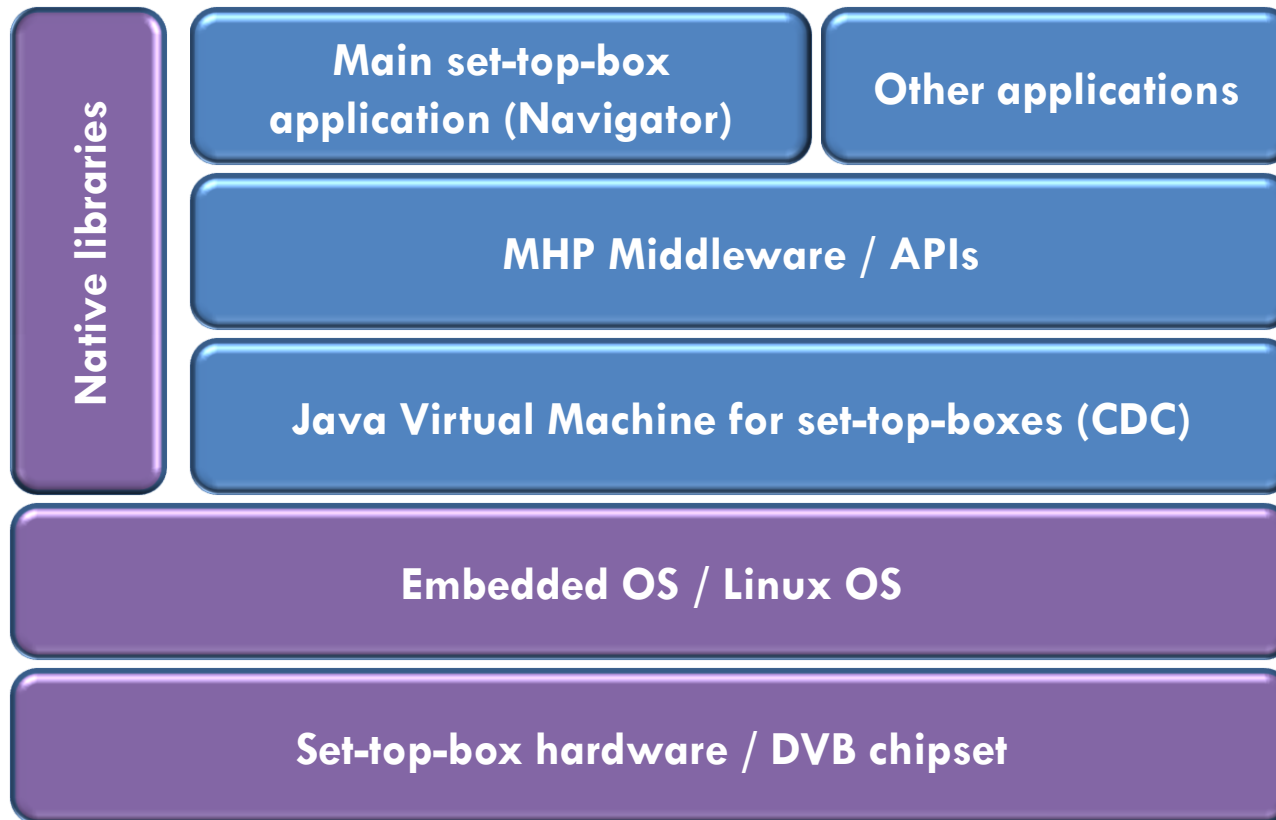 Native libraries
Main set-top-box
application (Navigator)
Other applications
MHP Middleware / APIs
Java Virtual Machine for set-top-boxes (CDC)
Embedded OS / Linux OS
Set-top-box hardware / DVB chipset